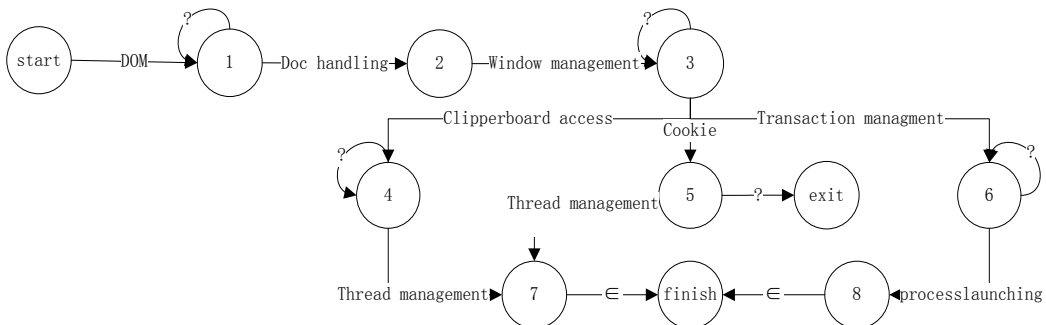 ?
?
start
DOM
1
Doc handling
2
Window management
3
Clipperboard access
Transaction managment
Cookie
?
?
4
Thread management
5
?
exit
6
Thread management
7
∈
finish
∈
8
processlaunching